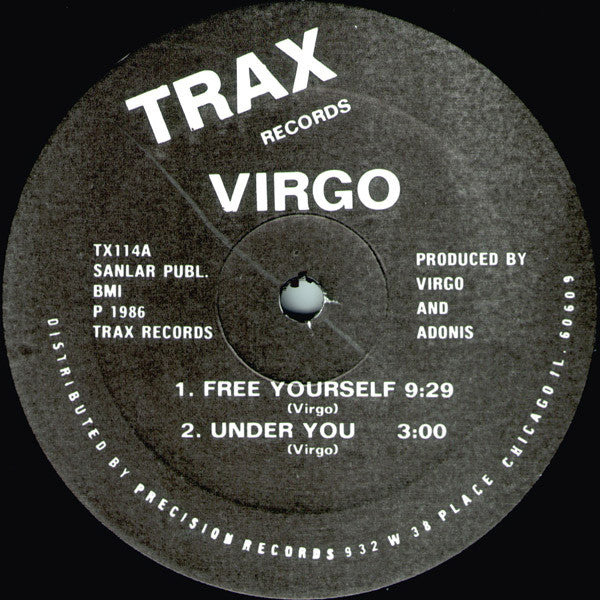 TRAX
RECORDS
VIRGO
TX114A
SANLAR PUBL.
BMI
P 1986
TRAX RECORDS
PRODUCED BY
VIRGO
AND
ADONIS
1. FREE YOURSELF 9:29
(Virgo)
2. UNDER YOU 3:00
(Virgo)
DISTRIBUTED BY PRECISION RECORDS 932 W 38 PLACE CHICAGO IL. 60609